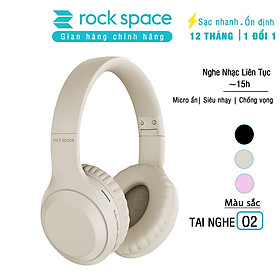 rock space
Gian hàng chính hãng
Sạc nhanh . Ổn định
12 THÁNG | 1 ĐỔI 1
Nghe Nhạc Liên Tục
~15h
Micro ẩn| Siêu nhạy | Chống vọng
rock space
Màu sắc
TAI NGHE 02